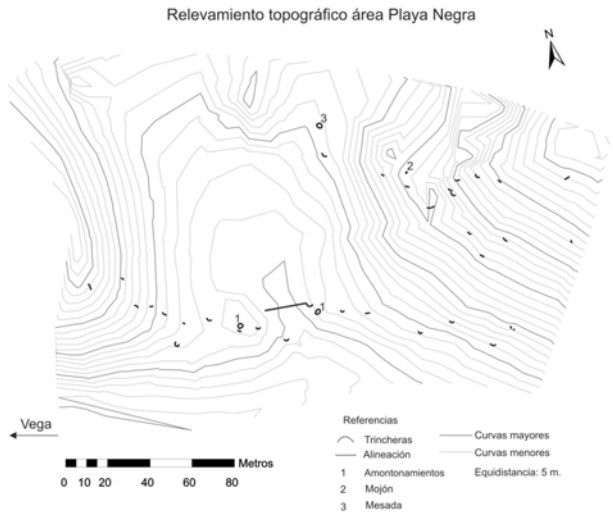 Relevamiento topográfico área Playa Negra
N
3
2
1
1
Vega
Metros
0 10 20 40 60 80
Referencias
Trincheras
Alineación
1 Amontonamientos
2 Mojón
3 Mesada
Curvas mayores
Curvas menores
Equidistancia: 5 m.